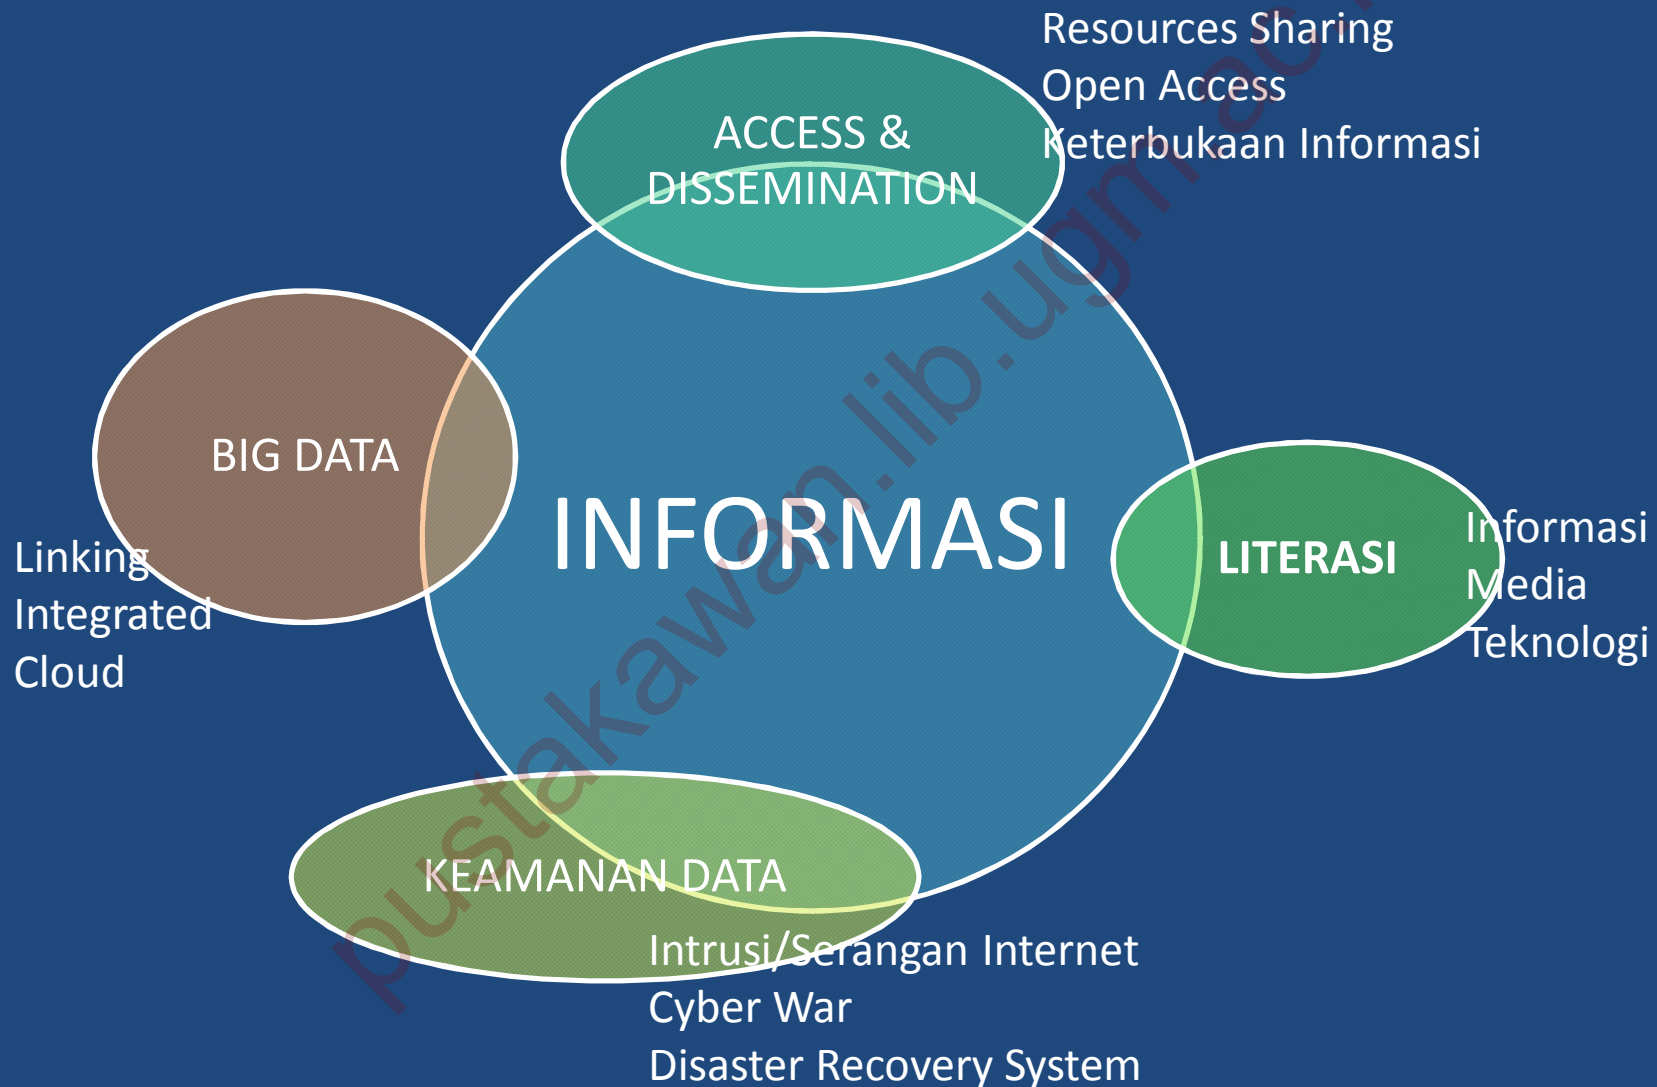 Resources Sharing
Open Access
Keterbukaan Informasi
ACCESS &
DISSEMINATION
BIG DATA
Linking
Integrated
Cloud
INFORMASI
LITERASI
Informasi
Media
Teknologi
KEAMANAN DATA
Intrusi/Serangan Internet
Cyber War
Disaster Recovery System
pustakawan.lib.ugm.ac.